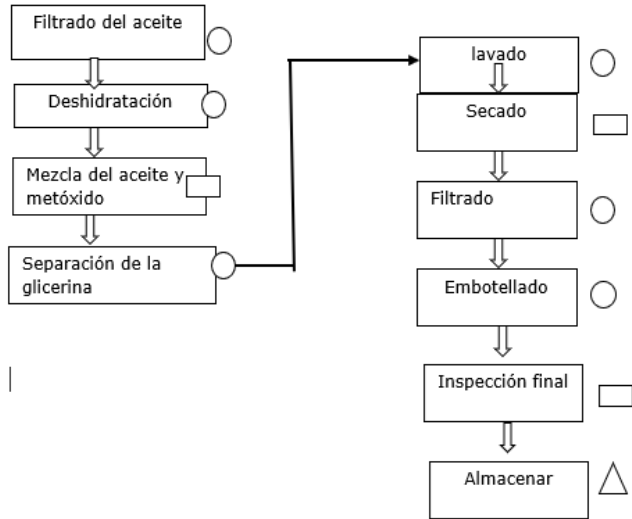 Filtrado del aceite
Deshidratación
Mezcla del aceite y
metóxido
Separación de la
glicerina
lavado
Secado
Filtrado
Embotellado
Inspección final
Almacenar